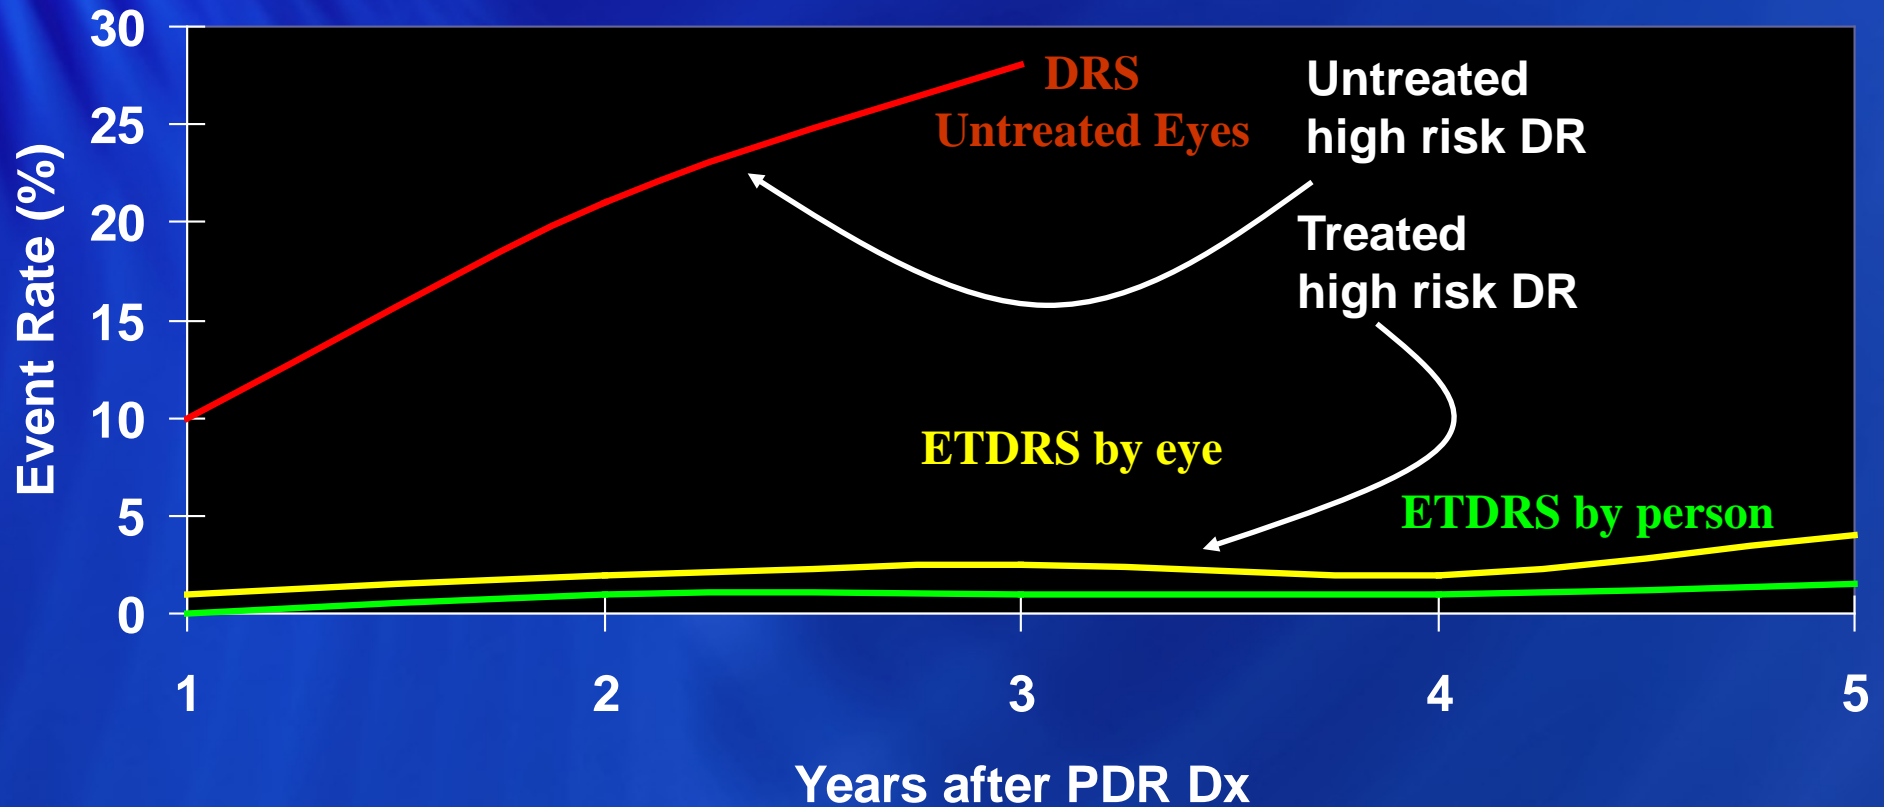 30
25
20
15
10
5
0
Event Rate (%)
DRS
Untreated Eyes
Untreated
high risk DR
Treated
high risk DR
ETDRS by eye
ETDRS by person
1 2 3 4 5
Years after PDR Dx